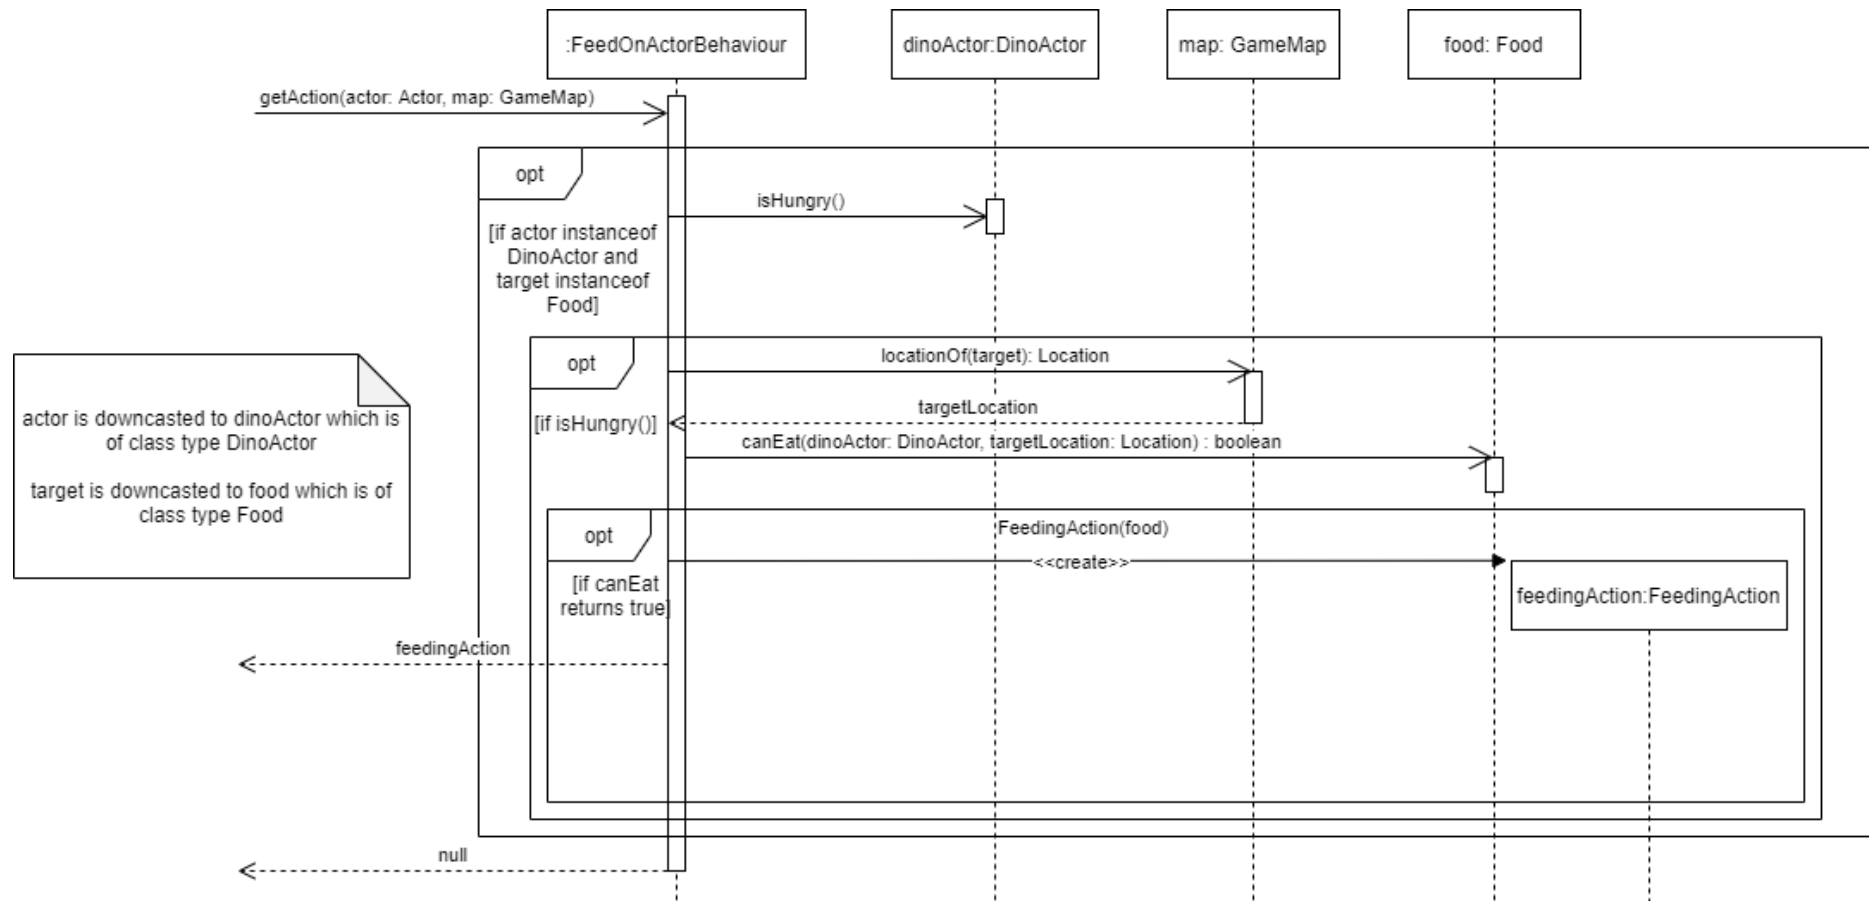 :FeedOnActorBehaviour
dinoActor:DinoActor
map: GameMap
food: Food
getAction(actor: Actor, map: GameMap)
opt
isHungry()
[if actor instanceof
DinoActor and
target instanceof
Food]
opt
locationOf(target): Location
targetLocation
[if isHungry()]
canEat(dinoActor: DinoActor, targetLocation: Location) : boolean
actor is downcasted to dinoActor which is
of class type DinoActor
target is downcasted to food which is of
class type Food
opt
FeedingAction(food)
<<create>>
[if canEat
returns true]
feedingAction:FeedingAction
feedingAction
null